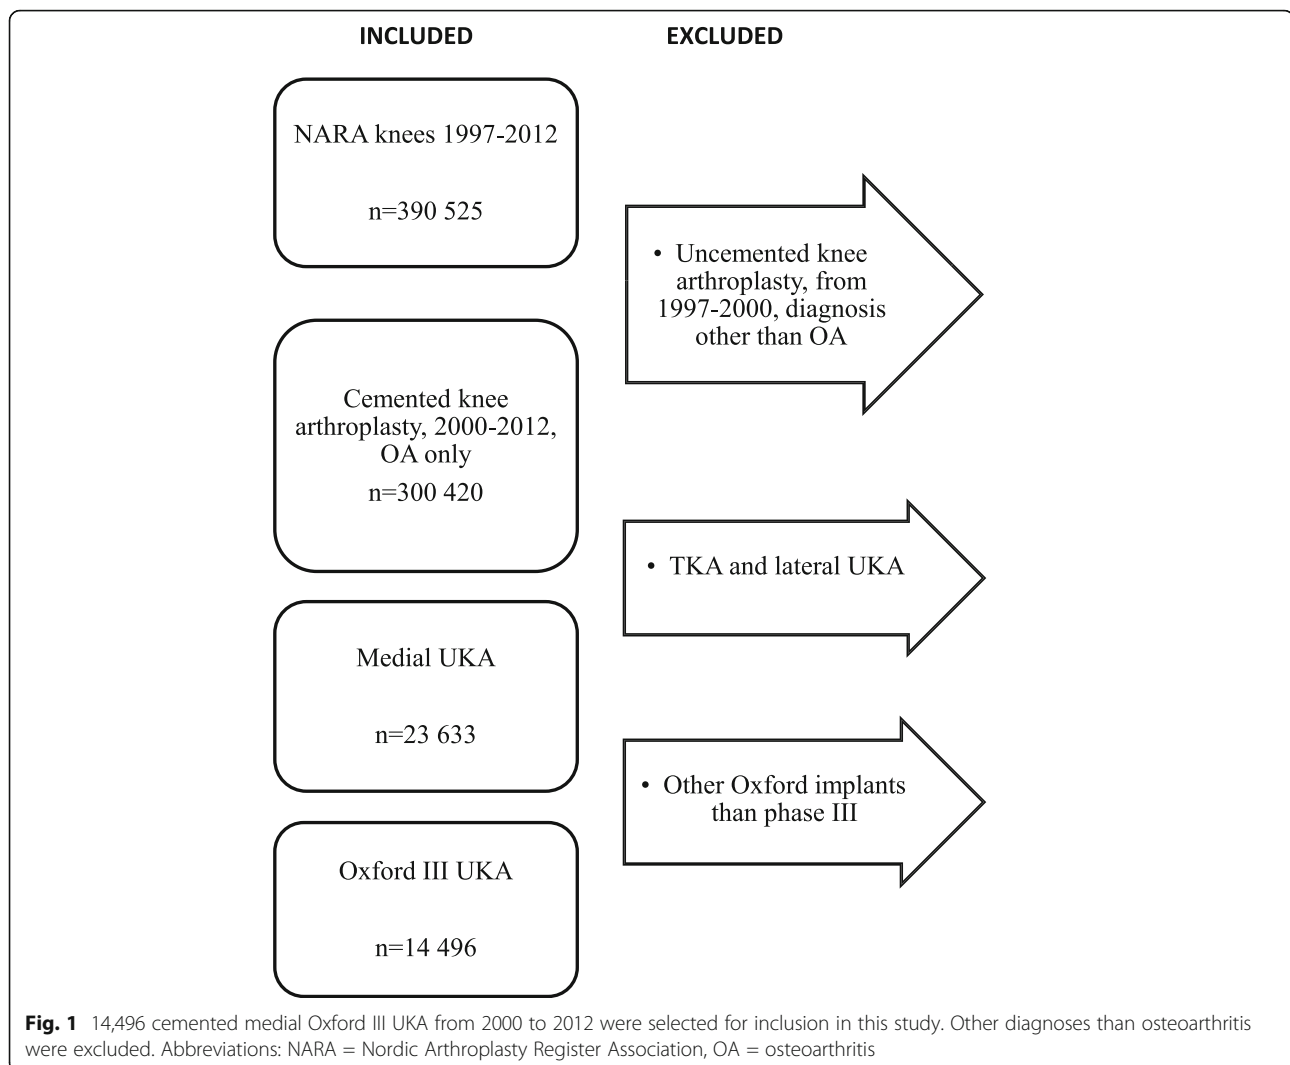 INCLUDED
EXCLUDED
NARA knees 1997-2012
n=390 525
• Uncemented knee
arthroplasty, from
1997-2000, diagnosis
other than OA
Cemented knee
arthroplasty, 2000-2012,
OA only
n=300 420
• TKA and lateral UKA
Medial UKA
n=23 633
• Other Oxford implants
than phase III
Oxford III UKA
n=14 496
Fig. 1 14,496 cemented medial Oxford III UKA from 2000 to 2012 were selected for inclusion in this study. Other diagnoses than osteoarthritis
were excluded. Abbreviations: NARA = Nordic Arthroplasty Register Association, OA = osteoarthritis